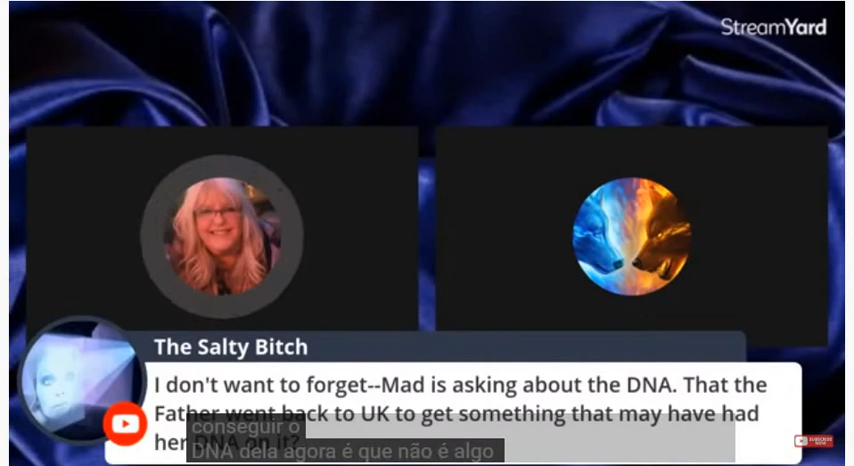 StreamYard
The Salty Bitch
I don't want to forget--Mad is asking about the DNA. That the
Father went back to UK to get something that may have had
her DNA on it?
conseguir o
DNA dela agora é que não é algo
SUBSCRIBE
NOW